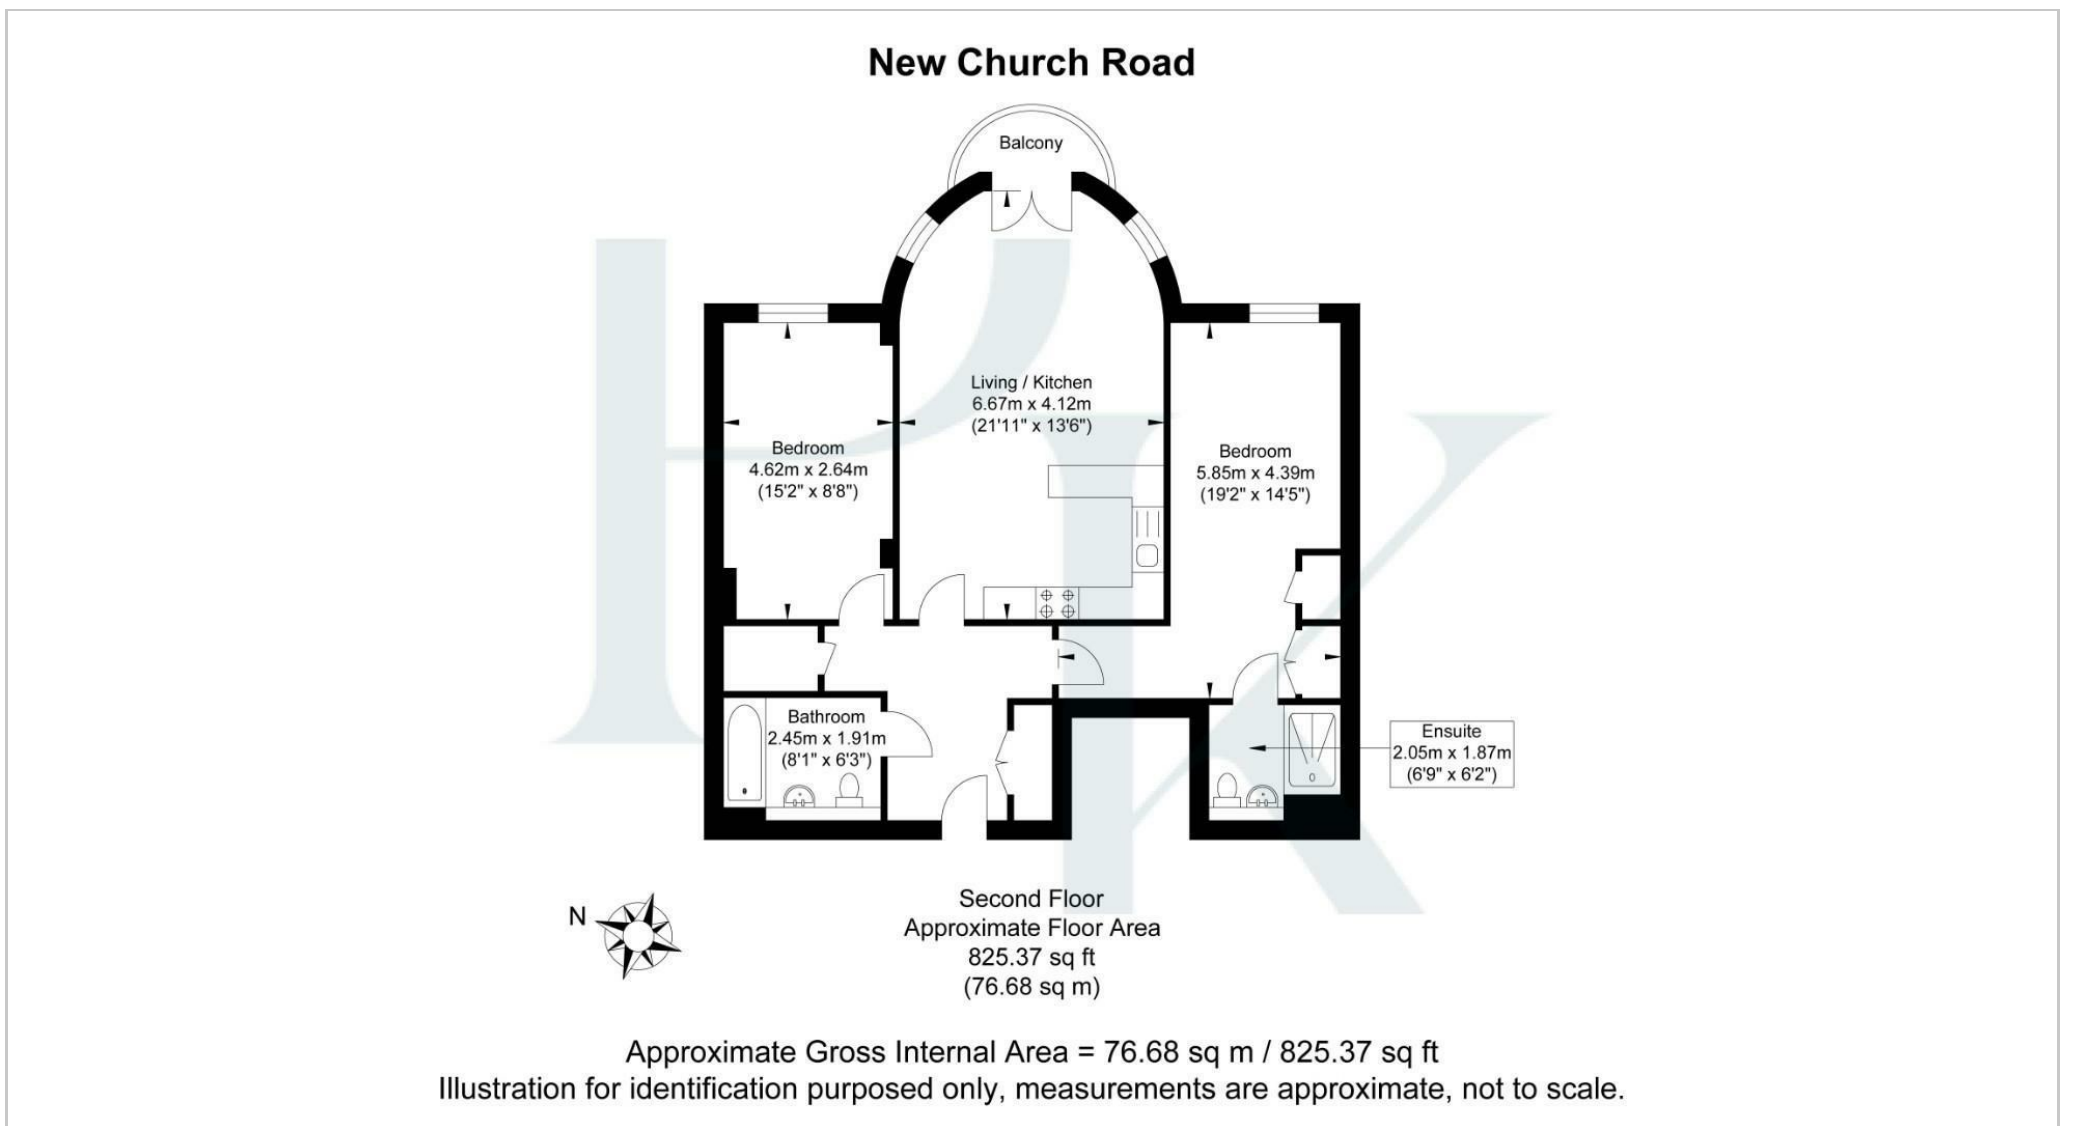 New Church Road
Balcony
Living / Kitchen
6.67m x 4.12m
(21'11" x 13'6")
Bedroom
4.62m x 2.64m
(15'2" x 8'8")
Bedroom
5.85m x 4.39m
(19'2" x 14'5")
Bathroom
2.45m x 1.91m
(8'1" x 6'3")
Ensuite
2.05m x 1.87m
(6'9" x 6'2")
N
Second Floor
Approximate Floor Area
825.37 sq ft
(76.68 sq m)
Approximate Gross Internal Area = 76.68 sq m / 825.37 sq ft
Illustration for identification purposed only, measurements are approximate, not to scale.